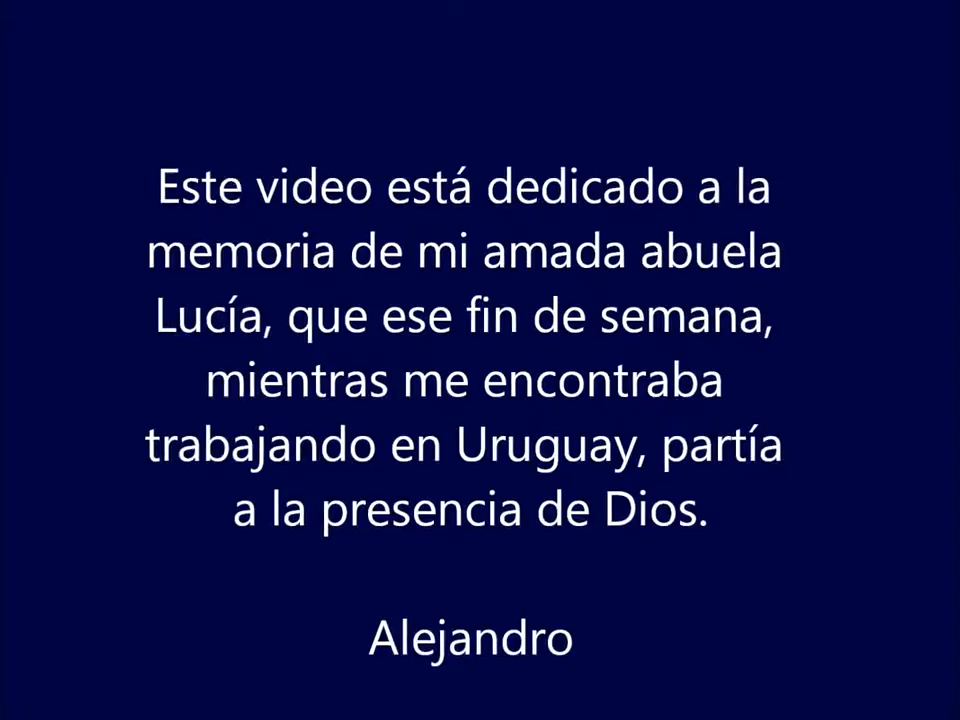 Este video está dedicado a la
memoria de mi amada abuela
Lucía, que ese fin de semana,
mientras me encontraba
trabajando en Uruguay, partía
a la presencia de Dios.
Alejandro